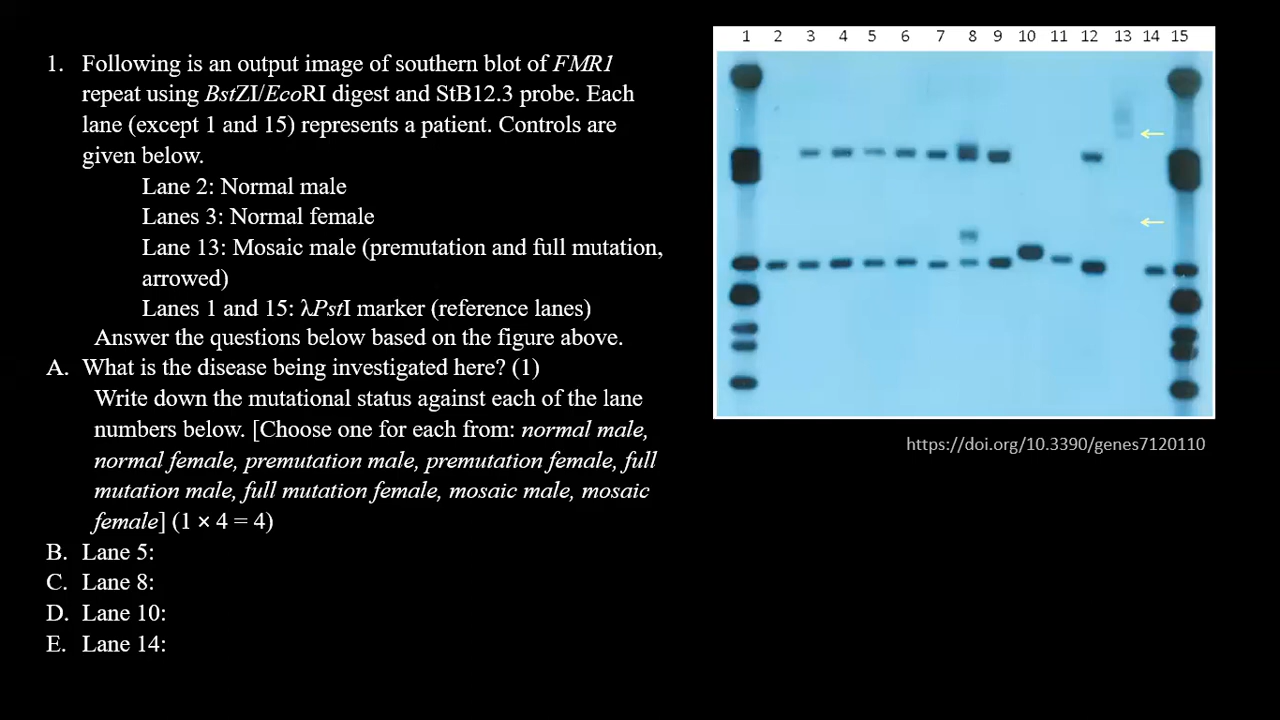 1. Following is an output image of southern blot of FMR1
repeat using BstZI/EcoRI digest and StB12.3 probe. Each
lane (except 1 and 15) represents a patient. Controls are
given below.
Lane 2: Normal male
Lanes 3: Normal female
Lane 13: Mosaic male (premutation and full mutation,
arrowed)
Lanes 1 and 15: λPstI marker (reference lanes)
Answer the questions below based on the figure above.
A. What is the disease being investigated here? (1)
Write down the mutational status against each of the lane
numbers below. [Choose one for each from: normal male,
normal female, premutation male, premutation female, full
mutation male, full mutation female, mosaic male, mosaic
female] (1 × 4 = 4)
B. Lane 5:
C. Lane 8:
D. Lane 10:
E. Lane 14:
1 2 3 4 5 6 7 8 9 10 11 12 13 14 15
https://doi.org/10.3390/genes7120110